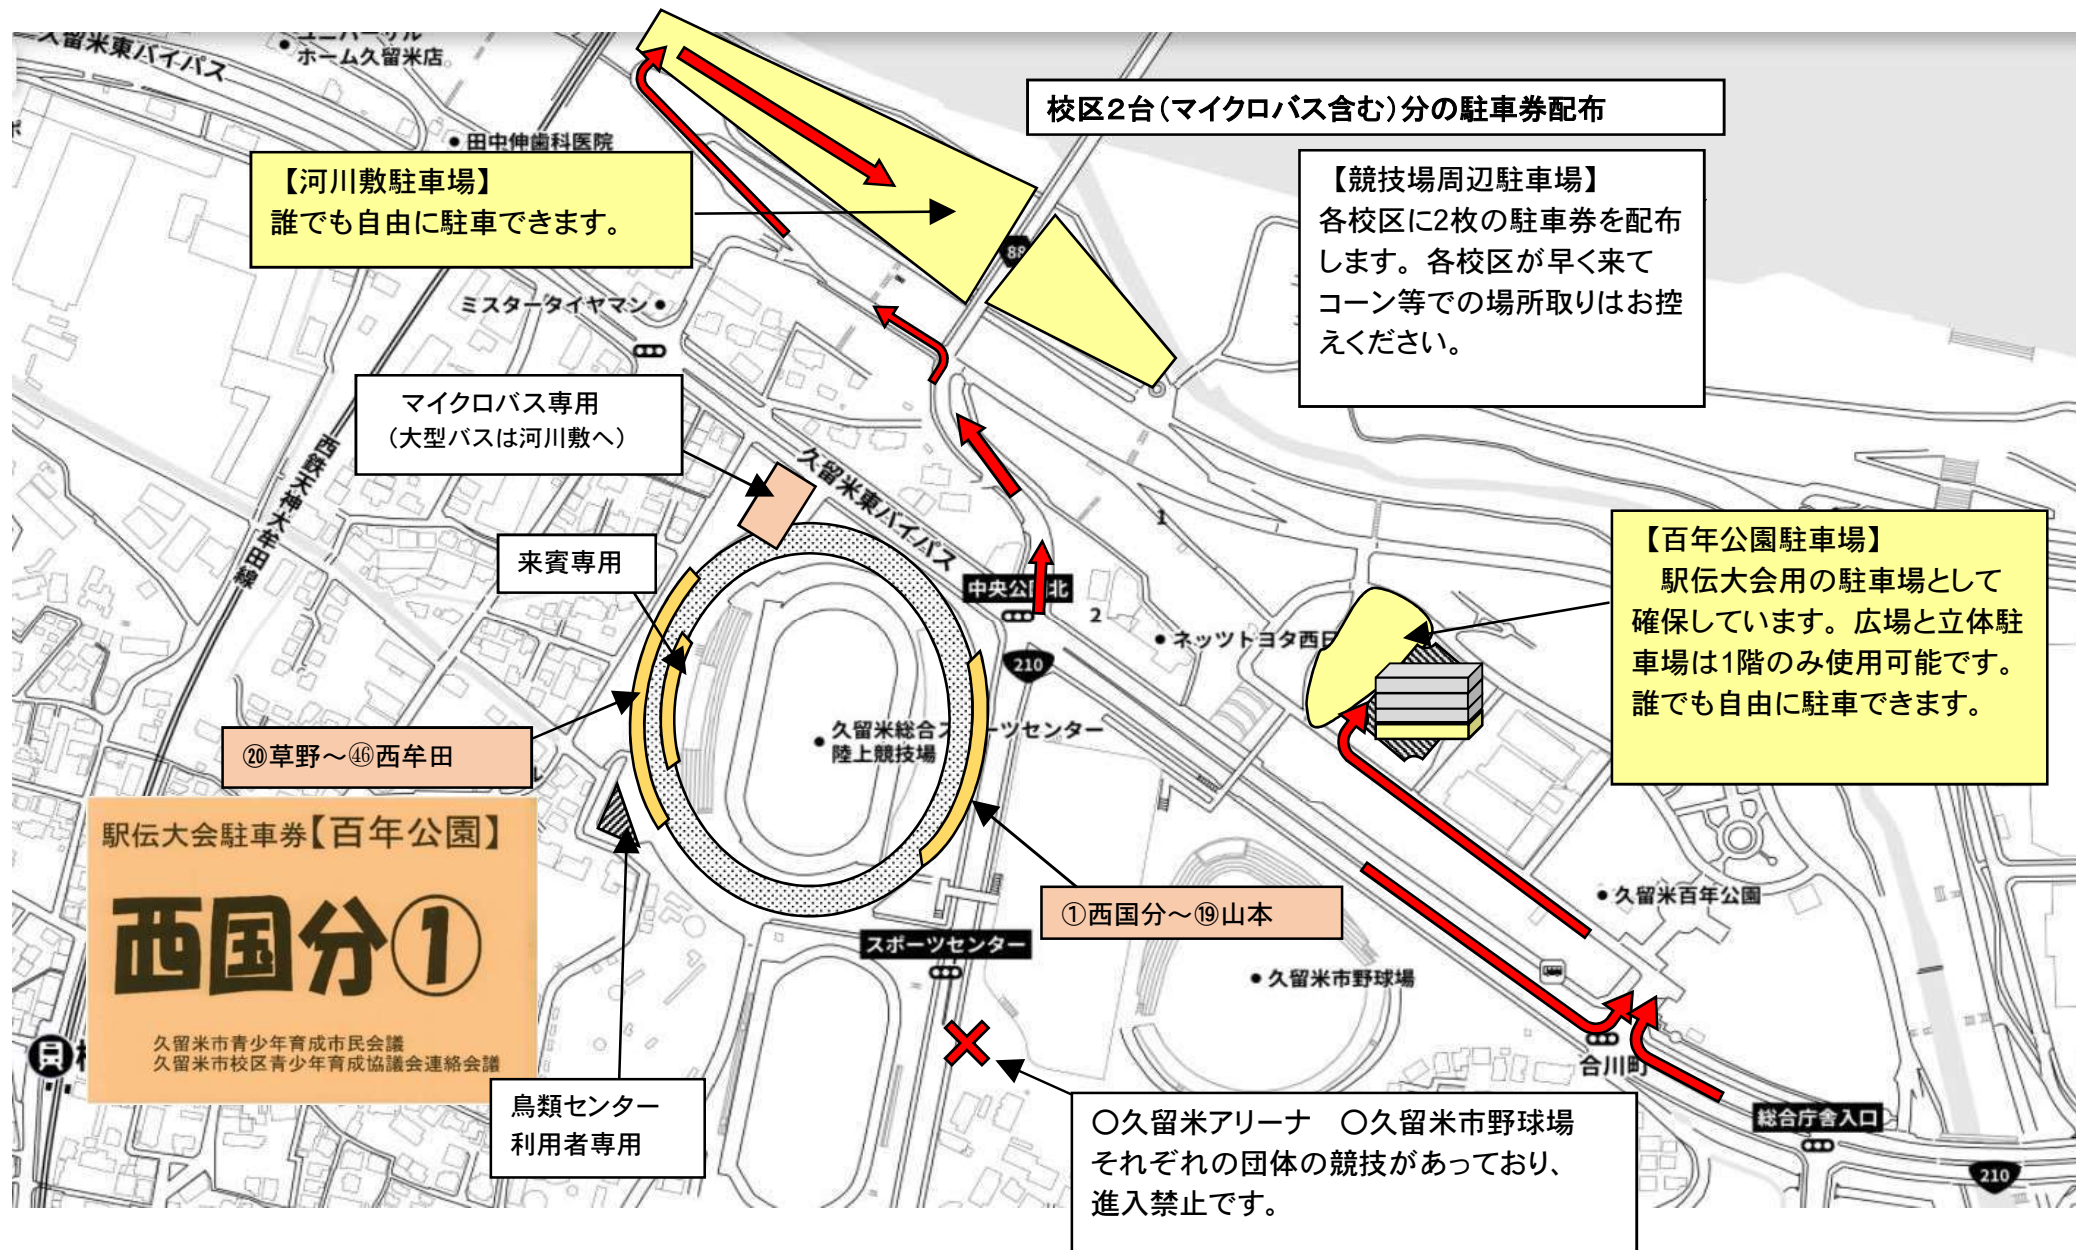 久留米東バイパス
ホーム久留米店
田中伸歯科医院
校区２台（マイクロバス含む）分の駐車券配布
【河川敷駐車場】
誰でも自由に駐車できます。
【競技場周辺駐車場】
各校区に2枚の駐車券を配布
します。各校区が早く来て
コーン等での場所取りはお控
えください。
88
ミスタータイヤマン
マイクロバス専用
（大型バスは河川敷へ）
西鉄天神大牟田線
久留米東バイパス
1
来賓専用
中央公 北
2
210
ネッツトヨタ西
【百年公園駐車場】
駅伝大会用の駐車場として
確保しています。広場と立体駐
車場は1階のみ使用可能です。
誰でも自由に駐車できます。
⑳草野～㊻西牟田
久留米総合ス ーツセンター
陸上競技場
駅伝大会駐車券【百年公園】
西国分①
久留米市青少年育成市民会議
久留米市校区青少年育成協議会連絡会議
①西国分～⑲山本
久留米百年公園
スポーツセンター
久留米市野球場
合川町
鳥類センター
利用者専用
〇久留米アリーナ　〇久留米市野球場
それぞれの団体の競技があっており、
進入禁止です。
総合庁舎入口
210